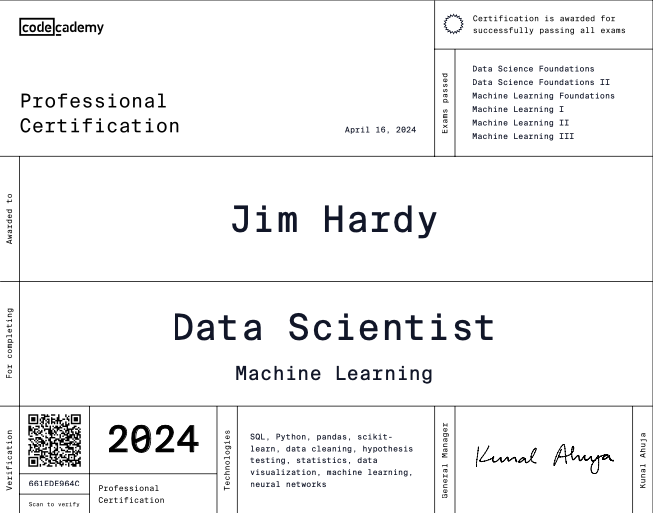 codecademy
Certification is awarded for
successfully passing all exams
Professional
Certification
April 16, 2024
Exams passed
Data Science Foundations
Data Science Foundations II
Machine Learning Foundations
Machine Learning I
Machine Learning II
Machine Learning III
Awarded to
Jim Hardy
For completing
Data Scientist
Machine Learning
Verification
661EDE964C
Scan to verify
2024
Professional
Certification
Technologies
SQL, Python, pandas, scikit-
learn, data cleaning, hypothesis
testing, statistics, data
visualization, machine learning,
neural networks
General Manager
Kunal Ahuja
Kunal Ahuja